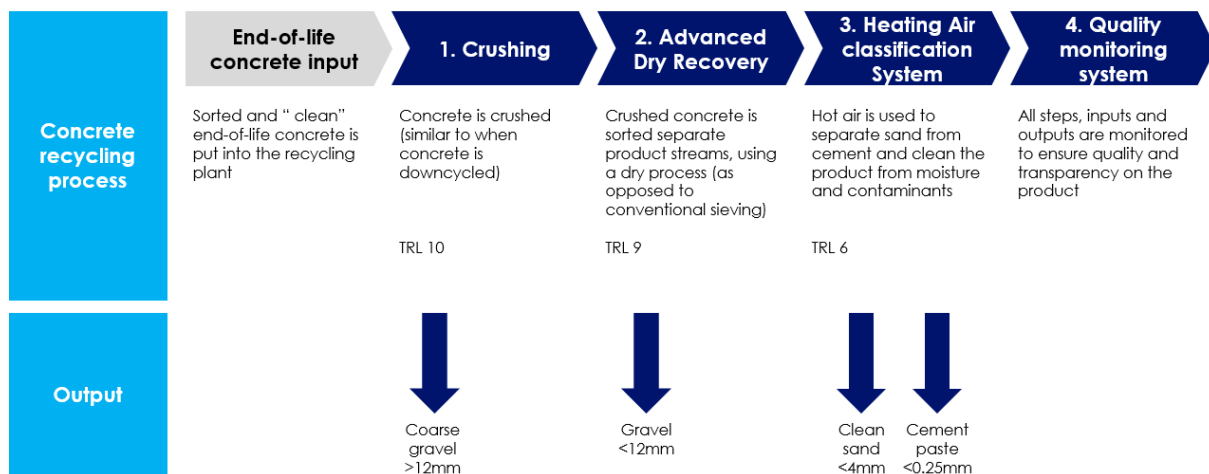 End-of-life
concrete input
1. Crushing
2. Advanced
Dry Recovery
3. Heating Air
classification
System
4. Quality
monitoring
system
Concrete
recycling
process
Sorted and “ clean”
end-of-life concrete is
put into the recycling
plant
Concrete is crushed
(similar to when
concrete is
downcycled)
TRL 10
Crushed concrete is
sorted separate
product streams, using
a dry process (as
opposed to
conventional sieving)
TRL 9
Hot air is used to
separate sand from
cement and clean the
product from moisture
and contaminants
TRL 6
All steps, inputs and
outputs are monitored
to ensure quality and
transparency on the
product
Output
Coarse
gravel
>12mm
Gravel
<12mm
Clean
sand
<4mm
Cement
paste
<0.25mm